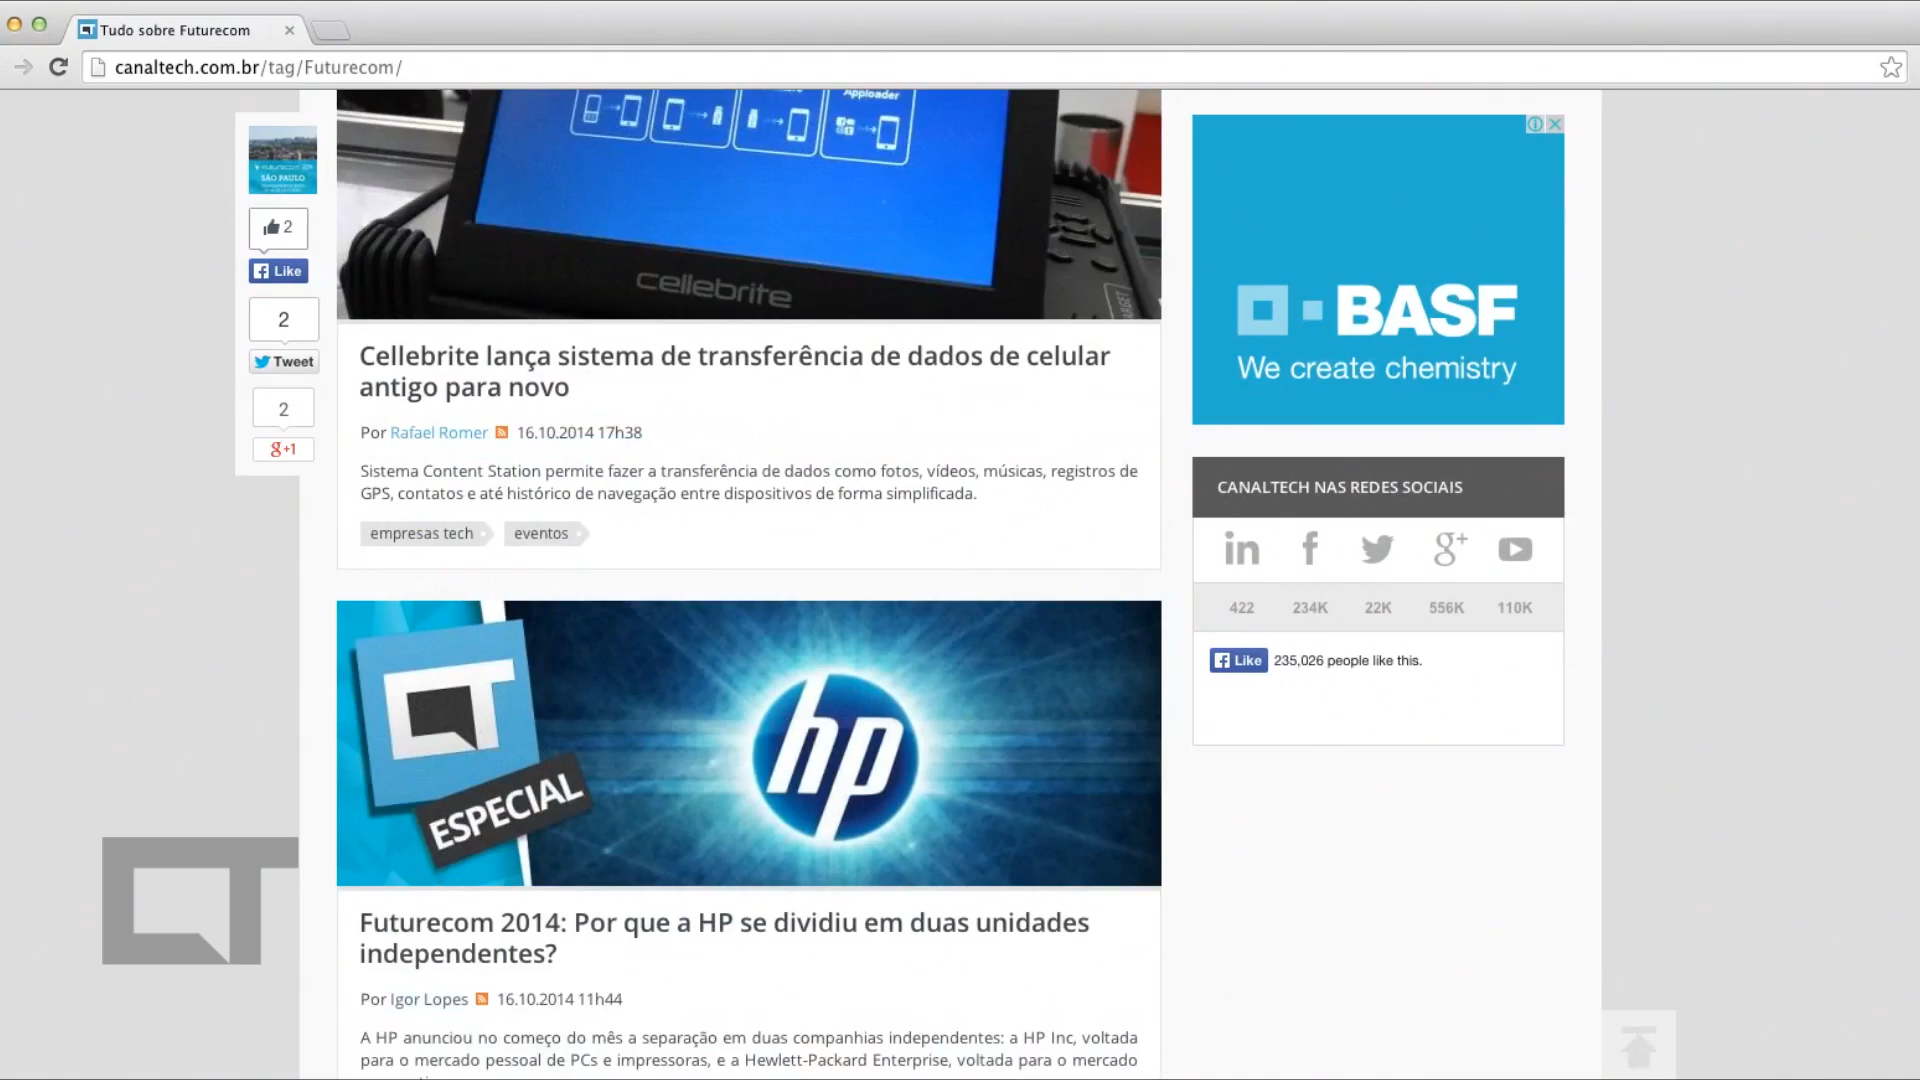 Tudo sobre Futurecom
canaltech.com.br/tag/Futurecom/
Apploader
cellebrite
SÃO PAULO
2
Like
2
Tweet
2
g+1
Cellebrite lança sistema de transferência de dados de celular
antigo para novo
Por Rafael Romer 16.10.2014 17h38
Sistema Content Station permite fazer a transferência de dados como fotos, vídeos, músicas, registros de
GPS, contatos e até histórico de navegação entre dispositivos de forma simplificada.
empresas tech eventos
ESPECIAL
hp
Futurecom 2014: Por que a HP se dividiu em duas unidades
independentes?
Por Igor Lopes 16.10.2014 11h44
A HP anunciou no começo do mês a separação em duas companhias independentes: a HP Inc, voltada
para o mercado pessoal de PCs e impressoras, e a Hewlett-Packard Enterprise, voltada para o mercado
BASF
We create chemistry
CANALTECH NAS REDES SOCIAIS
in f g+
422 234K 22K 556K 110K
Like 235,026 people like this.